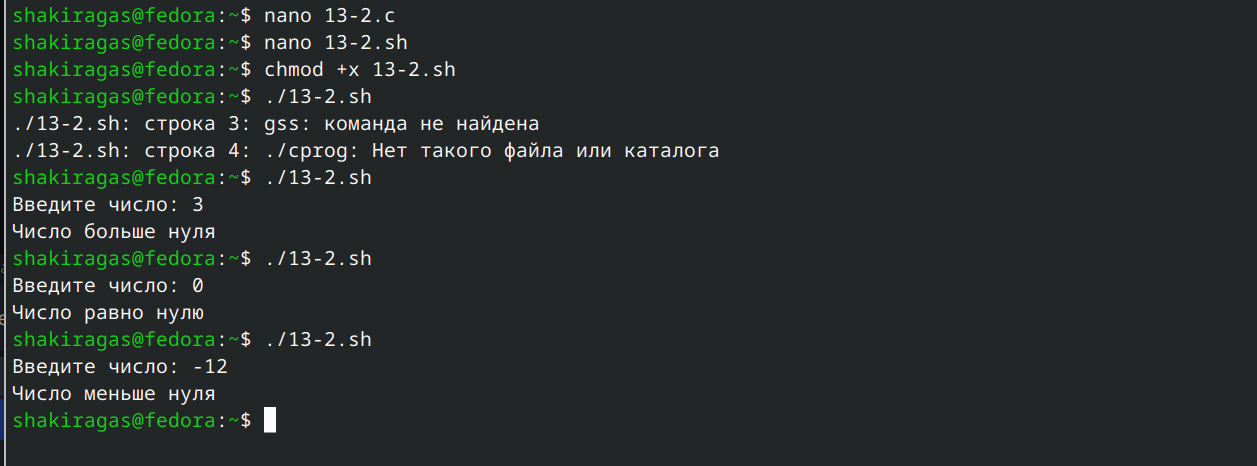 shakiragas@fedora:~$ nano 13-2.c
shakiragas@fedora:~$ nano 13-2.sh
shakiragas@fedora:~$ chmod +x 13-2.sh
shakiragas@fedora:~$ ./13-2.sh
./13-2.sh: строка 3: gss: команда не найдена
./13-2.sh: строка 4: ./cprog: Нет такого файла или каталога
shakiragas@fedora:~$ ./13-2.sh
Введите число: 3
Число больше нуля
shakiragas@fedora:~$ ./13-2.sh
Введите число: 0
Число равно нулю
shakiragas@fedora:~$ ./13-2.sh
Введите число: -12
Число меньше нуля
shakiragas@fedora:~$